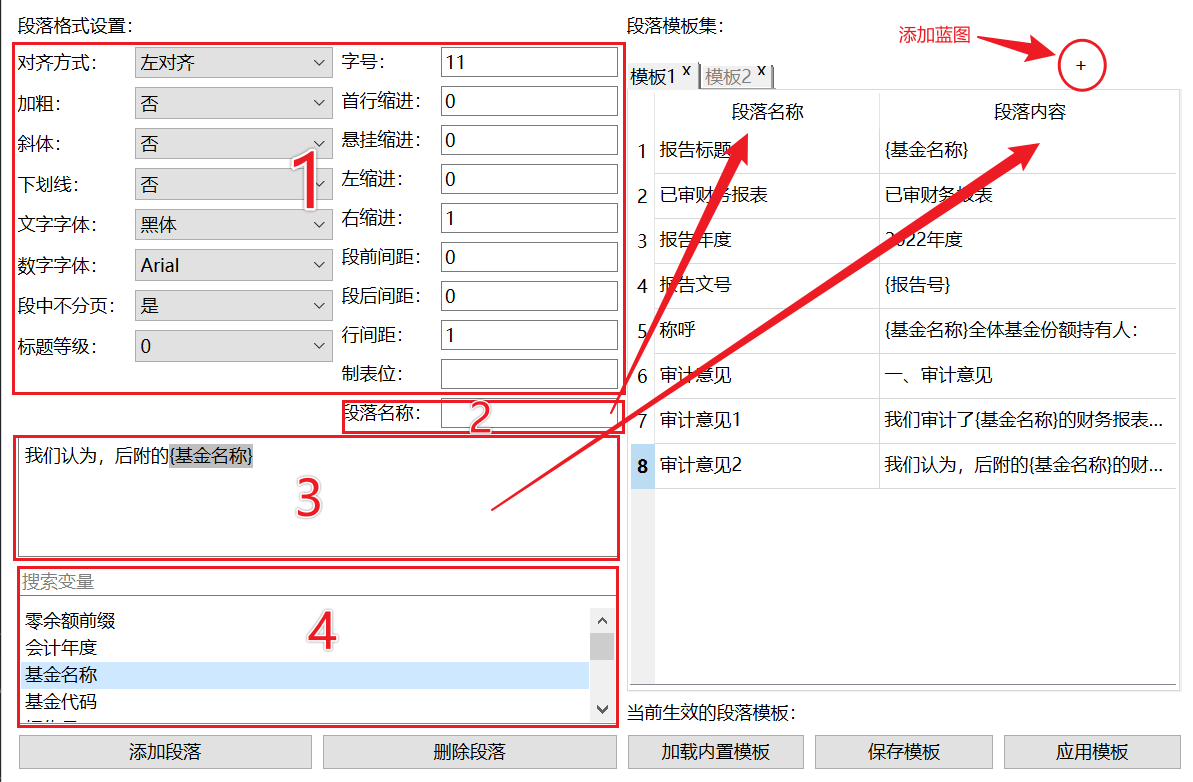 段落格式设置：
对齐方式： 左对齐
加粗： 否
斜体： 否
下划线： 否
文字字体： 黑体
数字字体： Arial
段中不分页： 是
标题等级： 0
字号： 11
首行缩进： 0
悬挂缩进： 0
左缩进： 0
右缩进： 1
段前间距： 0
段后间距： 0
行间距： 1
制表位：
1
段落名称：
2
我们认为，后附的{基金名称}
3
搜索变量
零余额前缀
会计年度
基金名称
基金代码
4
添加段落 删除段落
段落模板集：
添加蓝图
模板1 x 模板2 x +
段落名称 段落内容
1 报告标题 {基金名称}
2 已审财务报表 已审财务报表
3 报告年度 2022年度
4 报告文号 {报告号}
5 称呼 {基金名称}全体基金份额持有人：
6 审计意见 一、审计意见
7 审计意见1 我们审计了{基金名称}的财务报表...
8 审计意见2 我们认为，后附的{基金名称}的财...
当前生效的段落模板：
加载内置模板 保存模板 应用模板